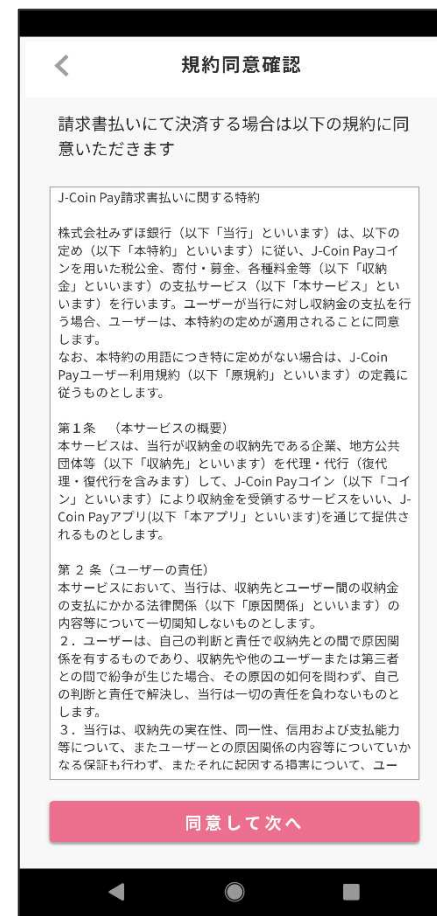 規約同意確認
請求書払いにて決済する場合は以下の規約に同
意いただきます
J-Coin Pay請求書払いに関する特約
株式会社みずほ銀行（以下「当行」といいます）は、以下の
定め（以下「本特約」といいます）に従い、J-Coin Payコイ
ンを用いた税公金、寄付・募金、各種料金等（以下「収納
金」といいます）の支払サービス（以下「本サービス」とい
います）を行います。ユーザーが当行に対し収納金の支払を行
う場合、ユーザーは、本特約の定めが適用されることに同意
します。
なお、本特約の用語につき特に定めがない場合は、J-Coin
Payユーザー利用規約（以下「原規約」といいます）の定義に
従うものとします。
第１条　（本サービスの概要）
本サービスは、当行が収納金の収納先である企業、地方公共
団体等（以下「収納先」といいます）を代理・代行（復代
理・復代行を含みます）して、J-Coin Payコイン（以下「コイ
ン」といいます）により収納金を受領するサービスをいい、J-
Coin Payアプリ(以下「本アプリ」といいます)を通じて提供さ
れるものとします。
第 2 条（ユーザーの責任）
本サービスにおいて、当行は、収納先とユーザー間の収納金
の支払にかかる法律関係（以下「原因関係」といいます）の
内容等について一切関知しないものとします。
２．ユーザーは、自己の判断と責任で収納先との間で原因関
係を有するものであり、収納先や他のユーザーまたは第三者
との間で紛争が生じた場合、その原因の如何を問わず、自己
の判断と責任で解決し、当行は一切の責任を負わないものと
します。
３．当行は、収納先の実在性、同一性、信用および支払能力
等について、またユーザーとの原因関係の内容等についていか
なる保証も行わず、またそれに起因する損害について、ユー
同意して次へ